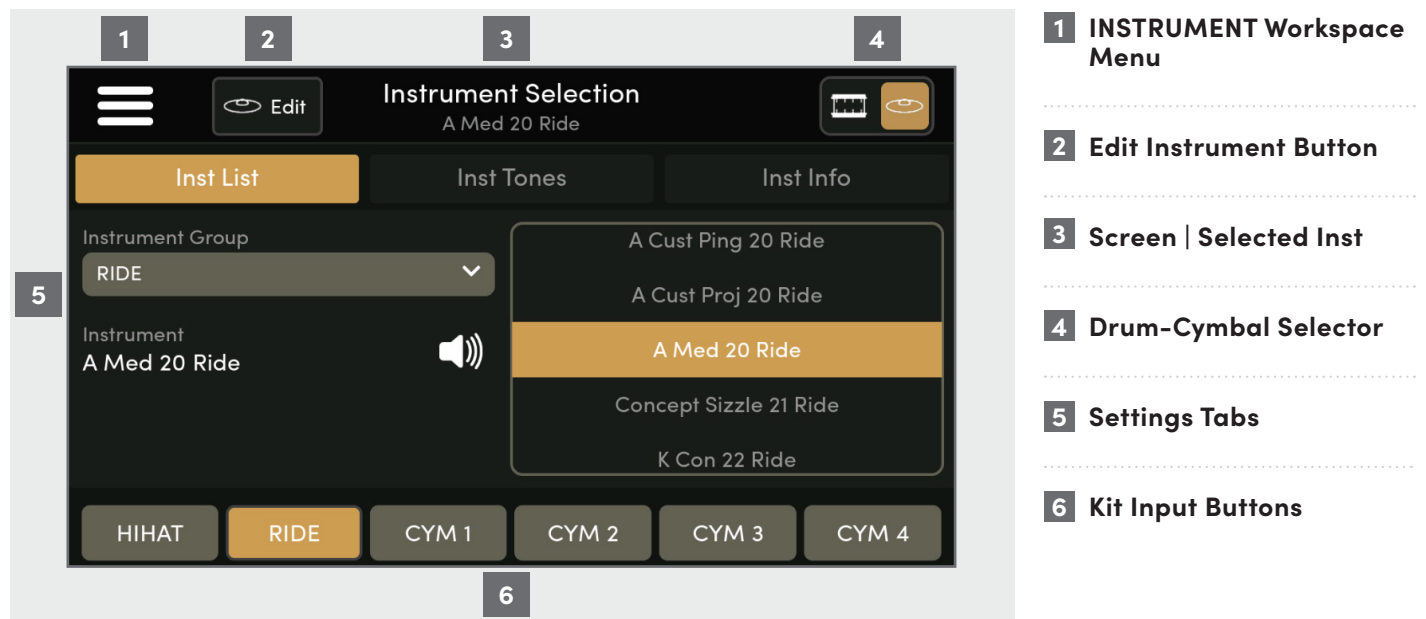 1
2
3
4
Edit
Instrument Selection
A Med 20 Ride
Inst List
Inst Tones
Inst Info
Instrument Group
RIDE
5
Instrument
A Med 20 Ride
A Cust Ping 20 Ride
A Cust Proj 20 Ride
A Med 20 Ride
Concept Sizzle 21 Ride
K Con 22 Ride
HIHAT
RIDE
CYM 1
CYM 2
CYM 3
CYM 4
6
1 INSTRUMENT Workspace
Menu
2 Edit Instrument Button
3 Screen | Selected Inst
4 Drum-Cymbal Selector
5 Settings Tabs
6 Kit Input Buttons